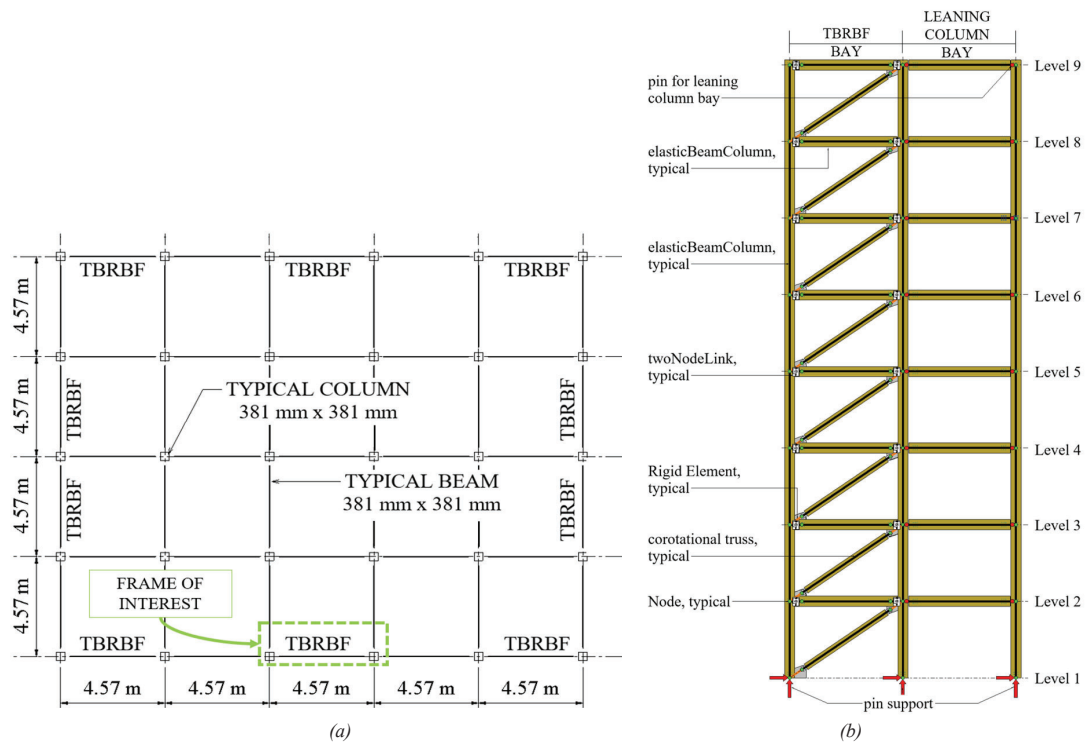 TBRBF
TBRBF
TBRBF
4.57 m
4.57 m
4.57 m
4.57 m
TBRBF
TBRBF
TBRBF
TBRBF
TYPICAL COLUMN
381 mm x 381 mm
TYPICAL BEAM
381 mm x 381 mm
FRAME OF
INTEREST
TBRBF
TBRBF
TBRBF
4.57 m
4.57 m
4.57 m
4.57 m
4.57 m
(a)
TBRBF
BAY
LEANING
COLUMN
BAY
pin for leaning
column bay
elasticBeamColumn,
typical
elasticBeamColumn,
typical
twoNodeLink,
typical
Rigid Element,
typical
corotational truss,
typical
Node, typical
Level 9
Level 8
Level 7
Level 6
Level 5
Level 4
Level 3
Level 2
Level 1
pin support
(b)